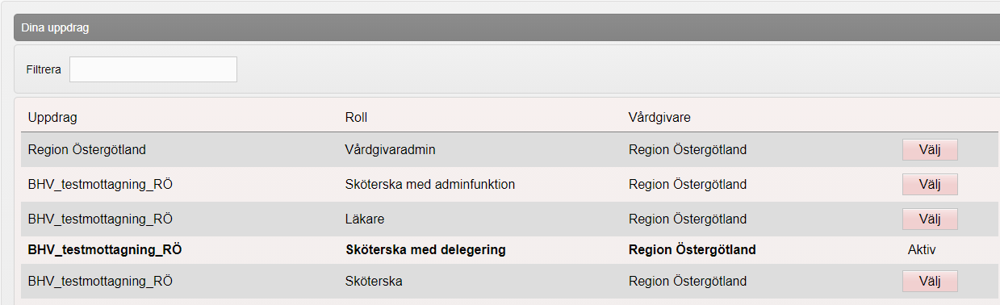 Dina uppdrag
Filtrera
Uppdrag Roll Vårdgivare
Region Östergötland Vårdgivaradmin Region Östergötland Välj
BHV_testmottagning_RÖ Sköterska med adminfunktion Region Östergötland Välj
BHV_testmottagning_RÖ Läkare Region Östergötland Välj
BHV_testmottagning_RÖ Sköterska med delegering Region Östergötland Aktiv
BHV_testmottagning_RÖ Sköterska Region Östergötland Välj